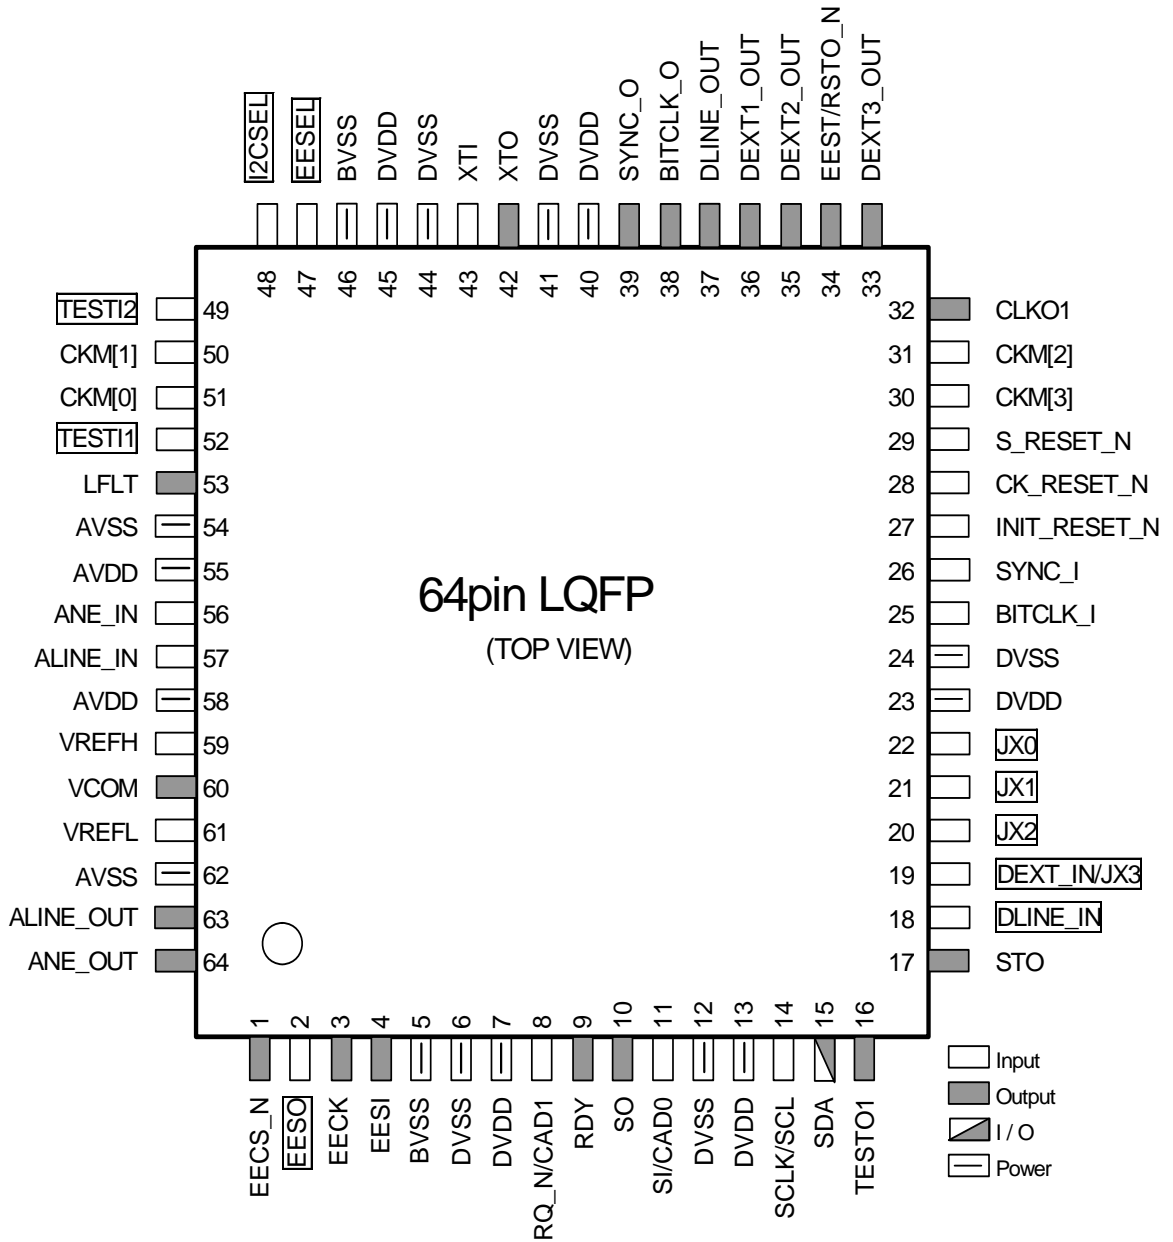 I2CSEL
EESEL
BVSS
DVDD
DVSS
XTI
XTO
DVSS
DVDD
SYNC_O
BITCLK_O
DLINE_OUT
DEXT1_OUT
DEXT2_OUT
EEST/RSTO_N
DEXT3_OUT
48
47
46
45
44
43
42
41
40
39
38
37
36
35
34
33
TESTI2 49
CKM[1] 50
CKM[0] 51
TESTI1 52
LFLT 53
AVSS 54
AVDD 55
ANE_IN 56
ALINE_IN 57
AVDD 58
VREFH 59
VCOM 60
VREFL 61
AVSS 62
ALINE_OUT 63
ANE_OUT 64
64pin LQFP
(TOP VIEW)
32 CLKO1
31 CKM[2]
30 CKM[3]
29 S_RESET_N
28 CK_RESET_N
27 INIT_RESET_N
26 SYNC_I
25 BITCLK_I
24 DVSS
23 DVDD
22 JX0
21 JX1
20 JX2
19 DEXT_IN/JX3
18 DLINE_IN
17 STO
1
2
3
4
5
6
7
8
9
10
11
12
13
14
15
16
EECS_N
EESO
EECK
EESI
BVSS
DVSS
DVDD
RQ_N/CAD1
RDY
SO
SI/CAD0
DVSS
DVDD
SCLK/SCL
SDA
TESTO1
Input
Output
I / O
Power